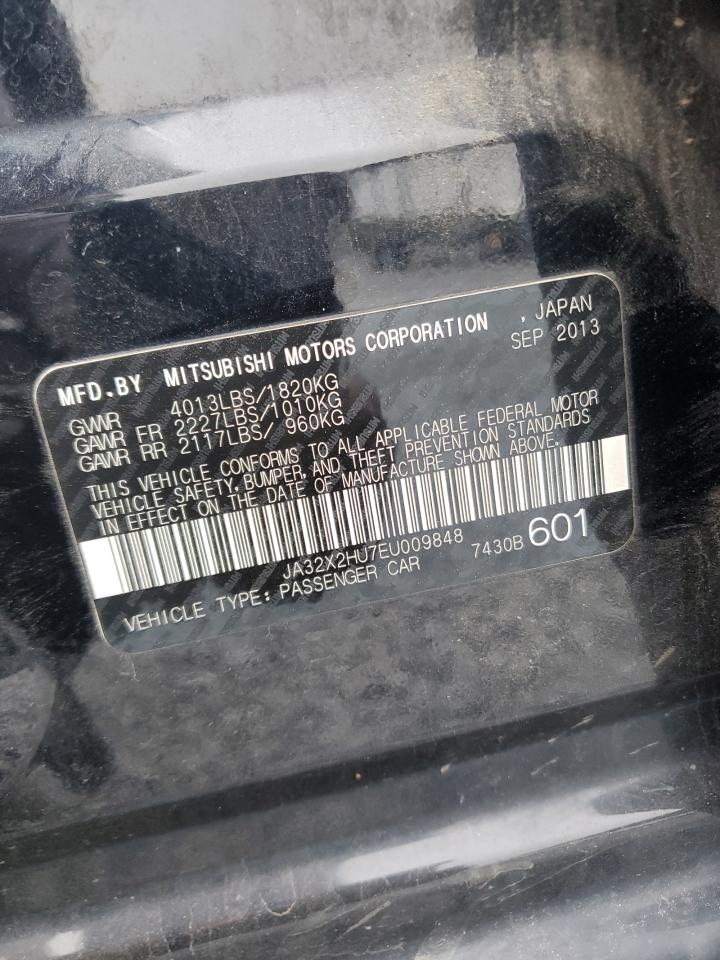 MFD.BY MITSUBISHI MOTORS CORPORATION , JAPAN
SEP 2013
GVWR 4013LBS/1820KG
GAWR FR 2227LBS/1010KG
GAWR RR 2117LBS/ 960KG
THIS VEHICLE CONFORMS TO ALL APPLICABLE FEDERAL MOTOR
VEHICLE SAFETY, BUMPER, AND THEFT PREVENTION STANDARDS
IN EFFECT ON THE DATE OF MANUFACTURE SHOWN ABOVE.
JA32X2HU7EU009848 7430B 601
VEHICLE TYPE: PASSENGER CAR